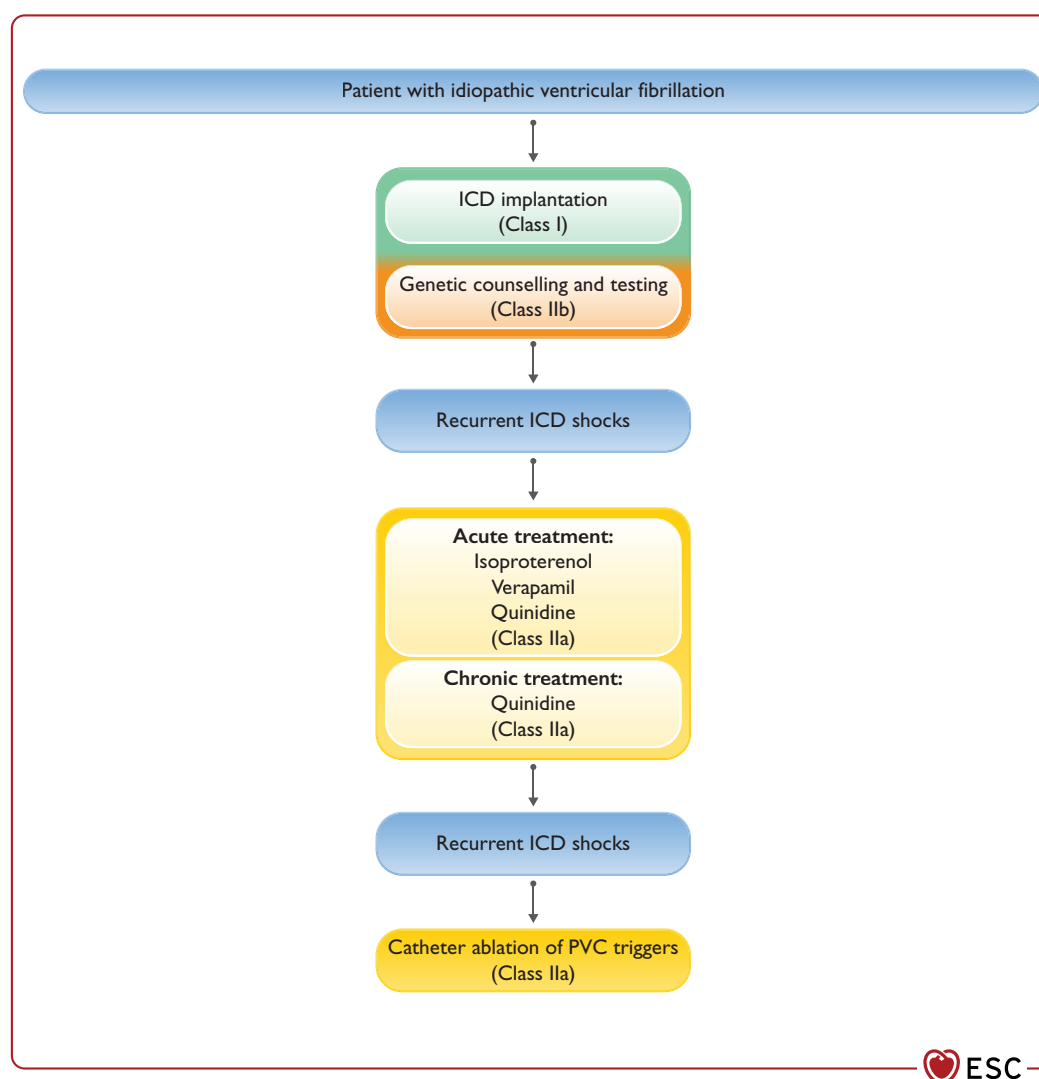 Patient with idiopathic ventricular fibrillation
ICD implantation
(Class I)
Genetic counselling and testing
(Class IIb)
Recurrent ICD shocks
Acute treatment:
Isoproterenol
Verapamil
Quinidine
(Class IIa)
Chronic treatment:
Quinidine
(Class IIa)
Recurrent ICD shocks
Catheter ablation of PVC triggers
(Class IIa)
ESC